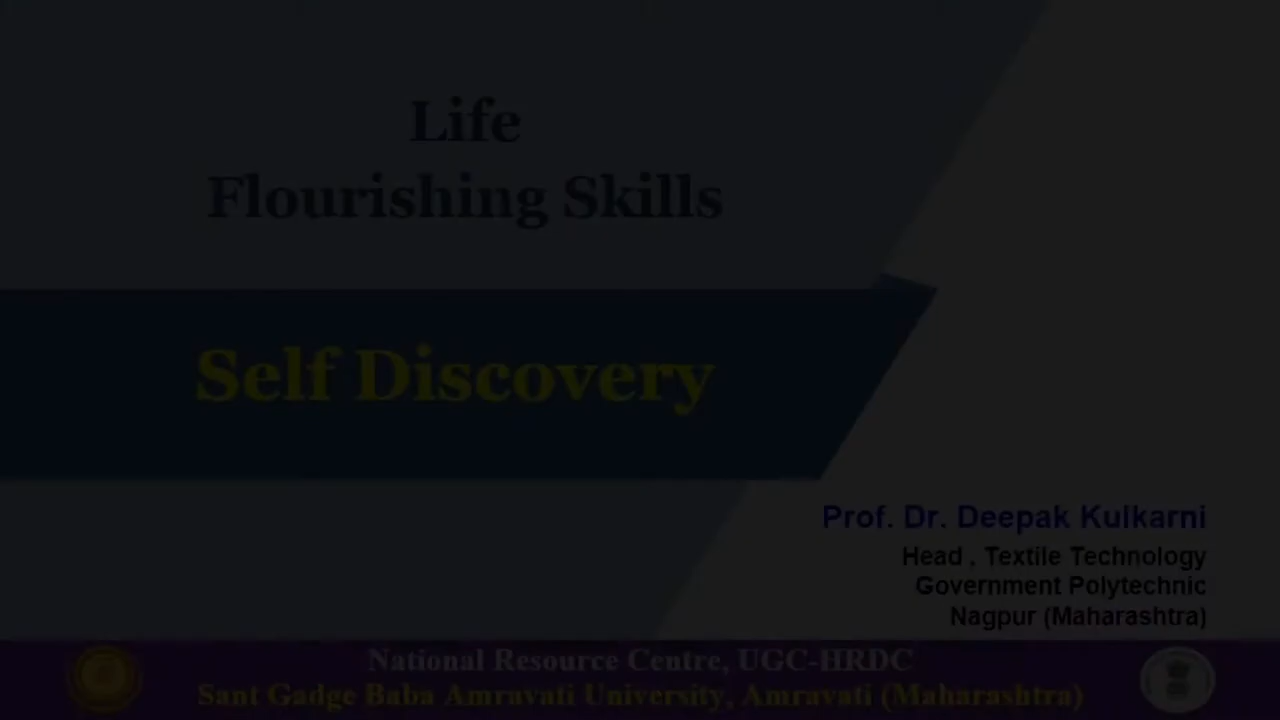 Life
Flourishing Skills
Self Discovery
Prof. Dr. Deepak Kulkarni
Head , Textile Technology
Government Polytechnic
Nagpur (Maharashtra)
National Resource Centre, UGC-HRDC
Sant Gadge Baba Amravati University, Amravati (Maharashtra)